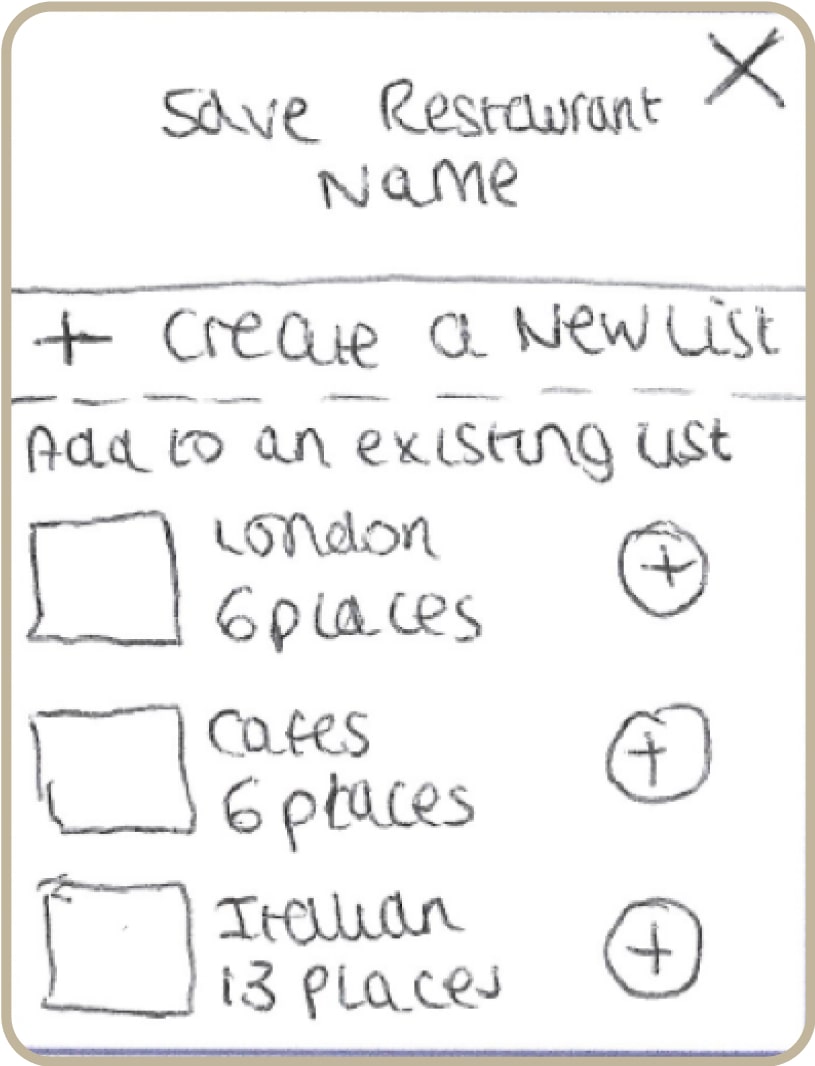 Save Restaurant
Name
+ Create a New List
Add to an existing list
London
6 places
Cafes
6 places
Italian
13 places